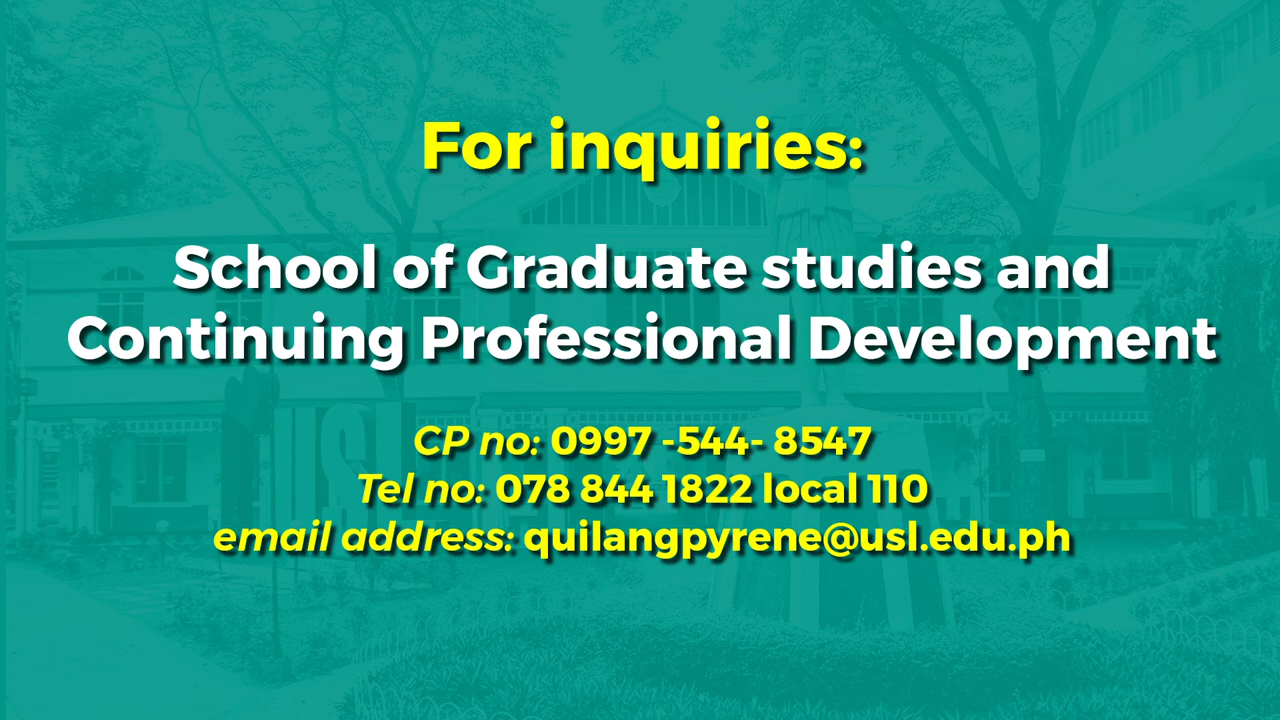 For inquiries:
School of Graduate studies and
Continuing Professional Development
CP no: 0997 -544- 8547
Tel no: 078 844 1822 local 110
email address: quilangpyrene@usl.edu.ph